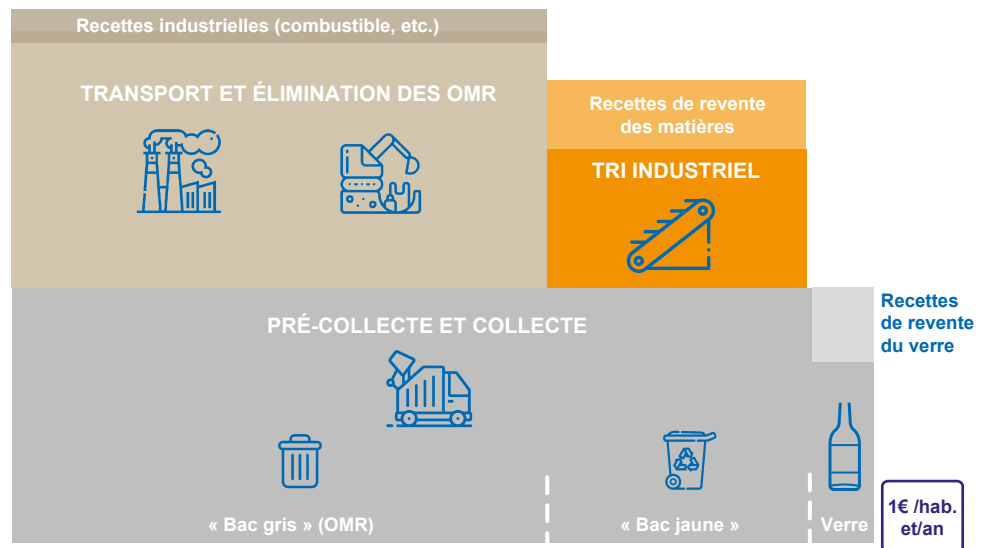 Recettes industrielles (combustible, etc.)
TRANSPORT ET ÉLIMINATION DES OMR
Recettes de revente
des matières
TRI INDUSTRIEL
PRÉ-COLLECTE ET COLLECTE
Recettes
de revente
du verre
« Bac gris » (OMR)
« Bac jaune »
Verre
1€ /hab.
et/an